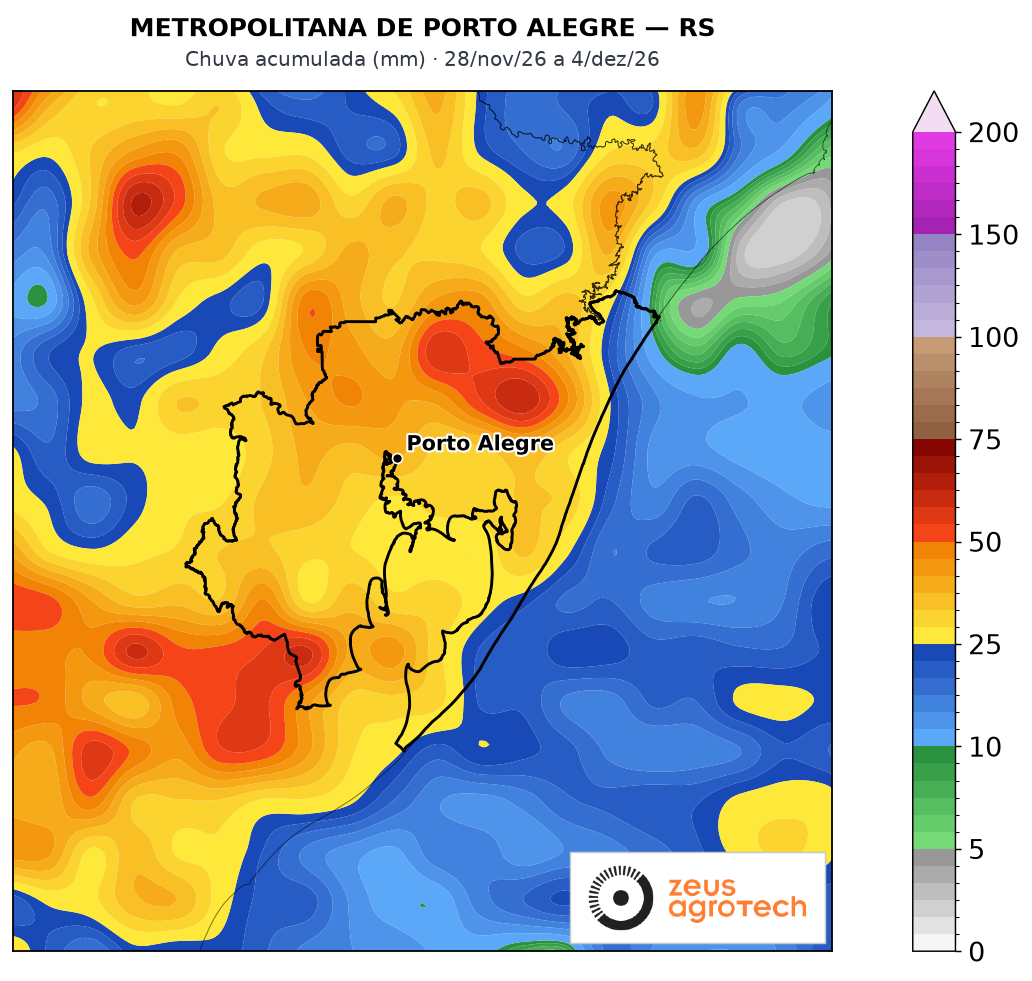 METROPOLITANA DE PORTO ALEGRE — RS
Chuva acumulada (mm) · 28/nov/26 a 4/dez/26
200
150
100
75
50
25
10
5
0
Porto Alegre
zeus
agrotech